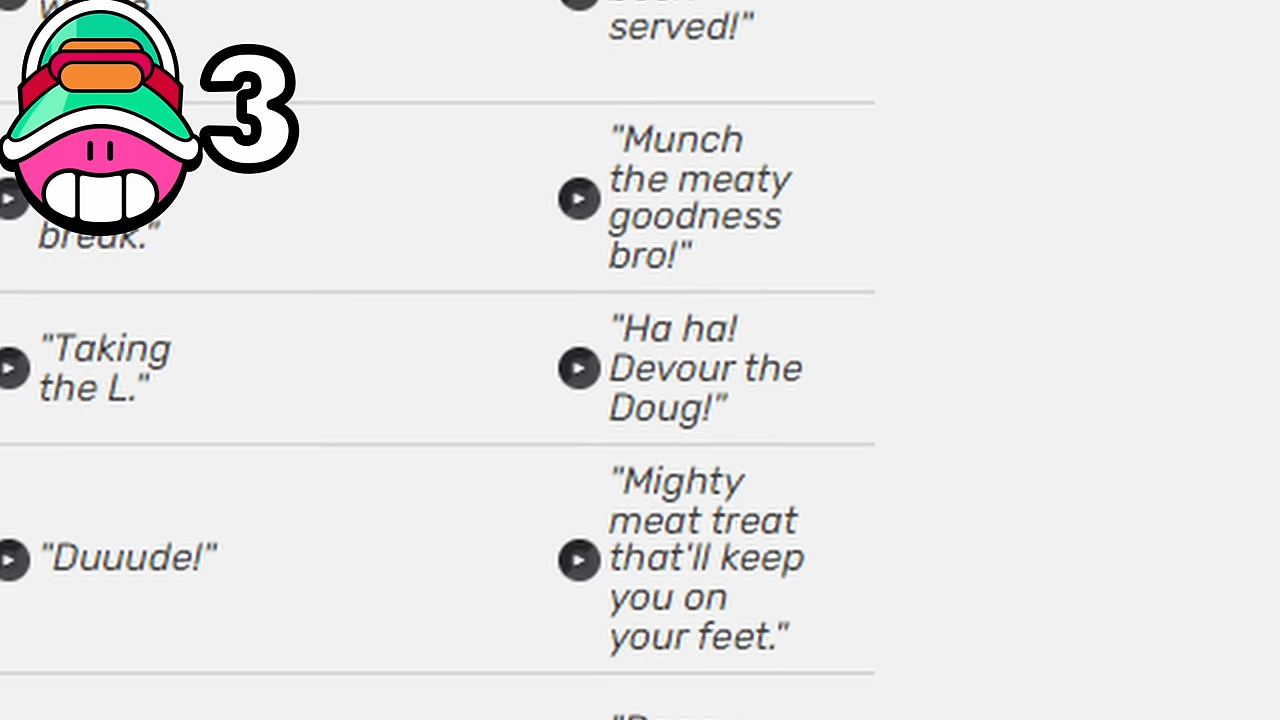 served!"
3
"Munch
the meaty
goodness
bro!"
break."
"Ha ha!
Devour the
Doug!"
"Taking
the L."
"Mighty
meat treat
that'll keep
you on
your feet."
"Duuude!"